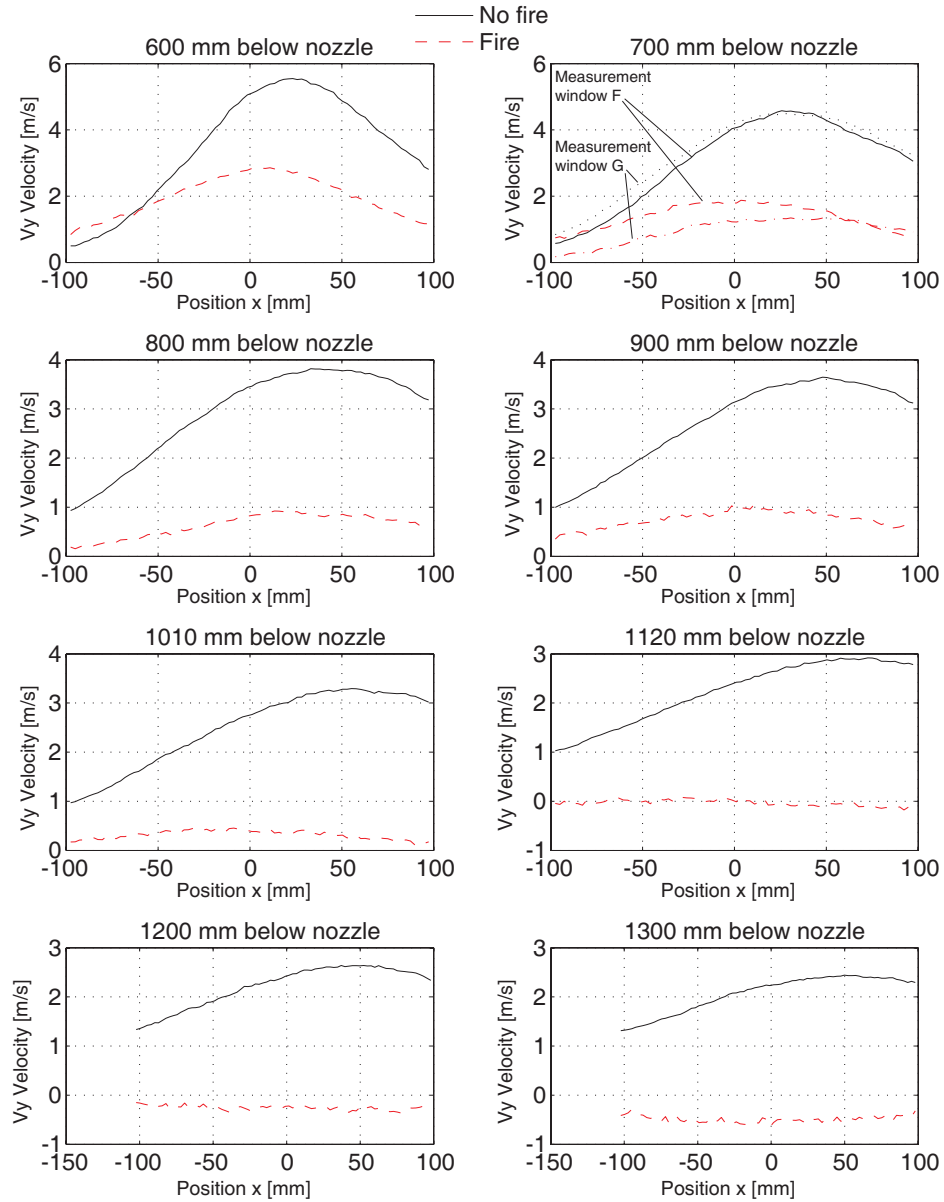 No fire
Fire
600 mm below nozzle
6
4
2
0
-100
-50
0
50
100
Vy Velocity [m/s]
Position x [mm]
700 mm below nozzle
Measurement
window F
Measurement
window G
6
4
2
0
-100
-50
0
50
100
Vy Velocity [m/s]
Position x [mm]
800 mm below nozzle
4
3
2
1
0
-100
-50
0
50
100
Vy Velocity [m/s]
Position x [mm]
900 mm below nozzle
4
3
2
1
0
-100
-50
0
50
100
Vy Velocity [m/s]
Position x [mm]
1010 mm below nozzle
4
3
2
1
0
-100
-50
0
50
100
Vy Velocity [m/s]
Position x [mm]
1120 mm below nozzle
3
2
1
0
-1
-100
-50
0
50
100
Vy Velocity [m/s]
Position x [mm]
1200 mm below nozzle
3
2
1
0
-1
-150
-100
-50
0
50
100
Vy Velocity [m/s]
Position x [mm]
1300 mm below nozzle
3
2
1
0
-1
-150
-100
-50
0
50
100
Vy Velocity [m/s]
Position x [mm]